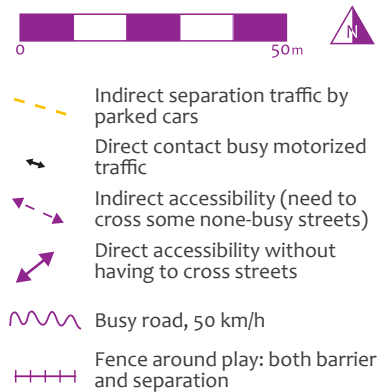 N
0 50m
Indirect separation traffic by
parked cars
Direct contact busy motorized
traffic
Indirect accessibility (need to
cross some none-busy streets)
Direct accessibility without
having to cross streets
Busy road, 50 km/h
Fence around play: both barrier
and separation